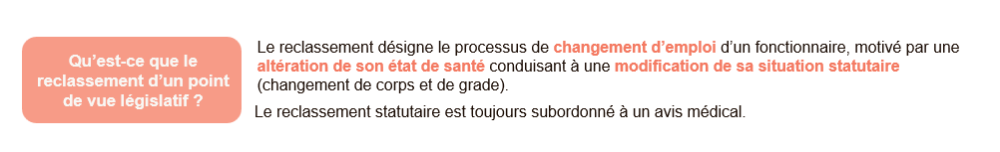 Qu'est-ce que le
reclassement d'un point
de vue législatif ?
Le reclassement désigne le processus de changement d'emploi d'un fonctionnaire, motivé par une
altération de son état de santé conduisant à une modification de sa situation statutaire
(changement de corps et de grade).
Le reclassement statutaire est toujours subordonné à un avis médical.